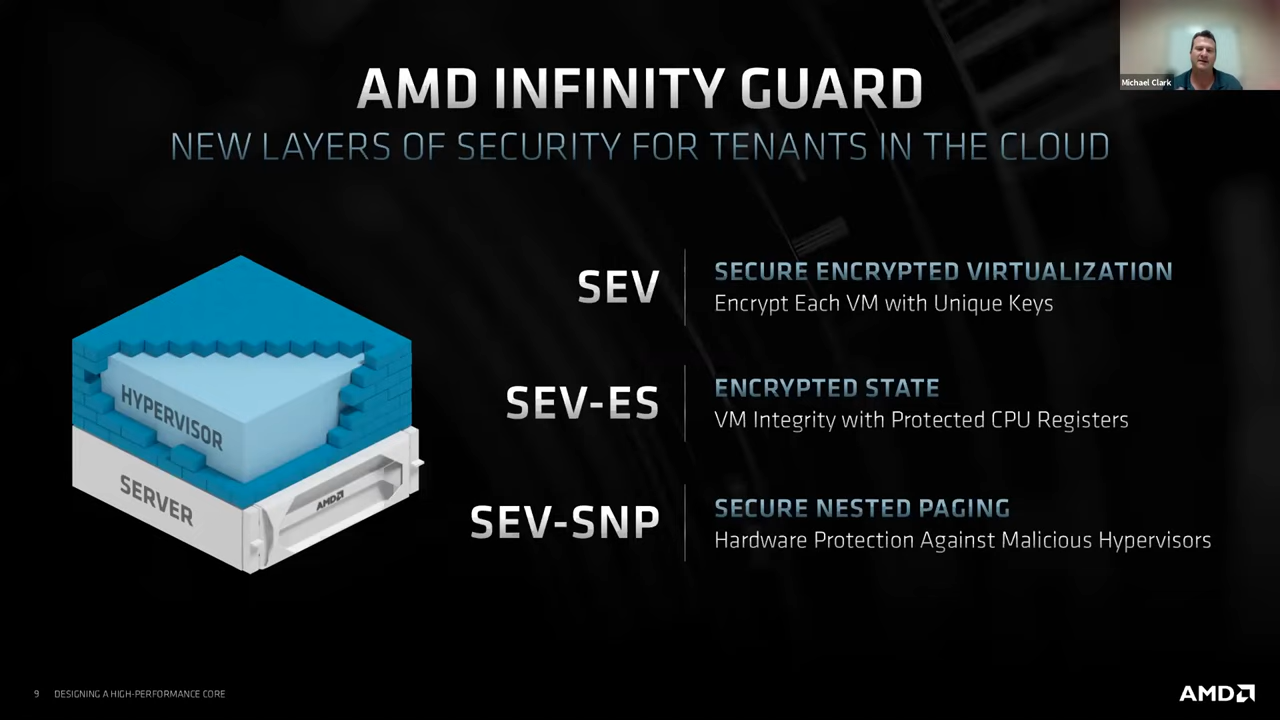 AMD INFINITY GUARD
NEW LAYERS OF SECURITY FOR TENANTS IN THE CLOUD
Michael Clark
SEV
SECURE ENCRYPTED VIRTUALIZATION
Encrypt Each VM with Unique Keys
SEV-ES
ENCRYPTED STATE
VM Integrity with Protected CPU Registers
SEV-SNP
SECURE NESTED PAGING
Hardware Protection Against Malicious Hypervisors
HYPERVISOR
SERVER
AMD
9 DESIGNING A HIGH-PERFORMANCE CORE
AMD